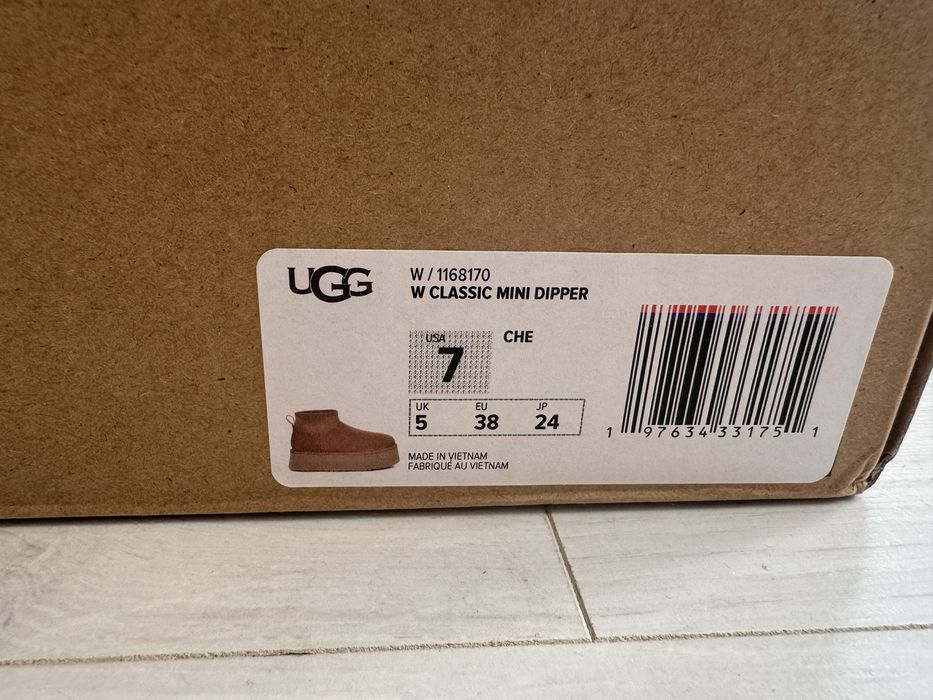 UGG
W / 1168170
W CLASSIC MINI DIPPER
USA
7
CHE
UK EU JP
5 38 24
MADE IN VIETNAM
FABRIQUÉ AU VIETNAM
1 97634 33175 1